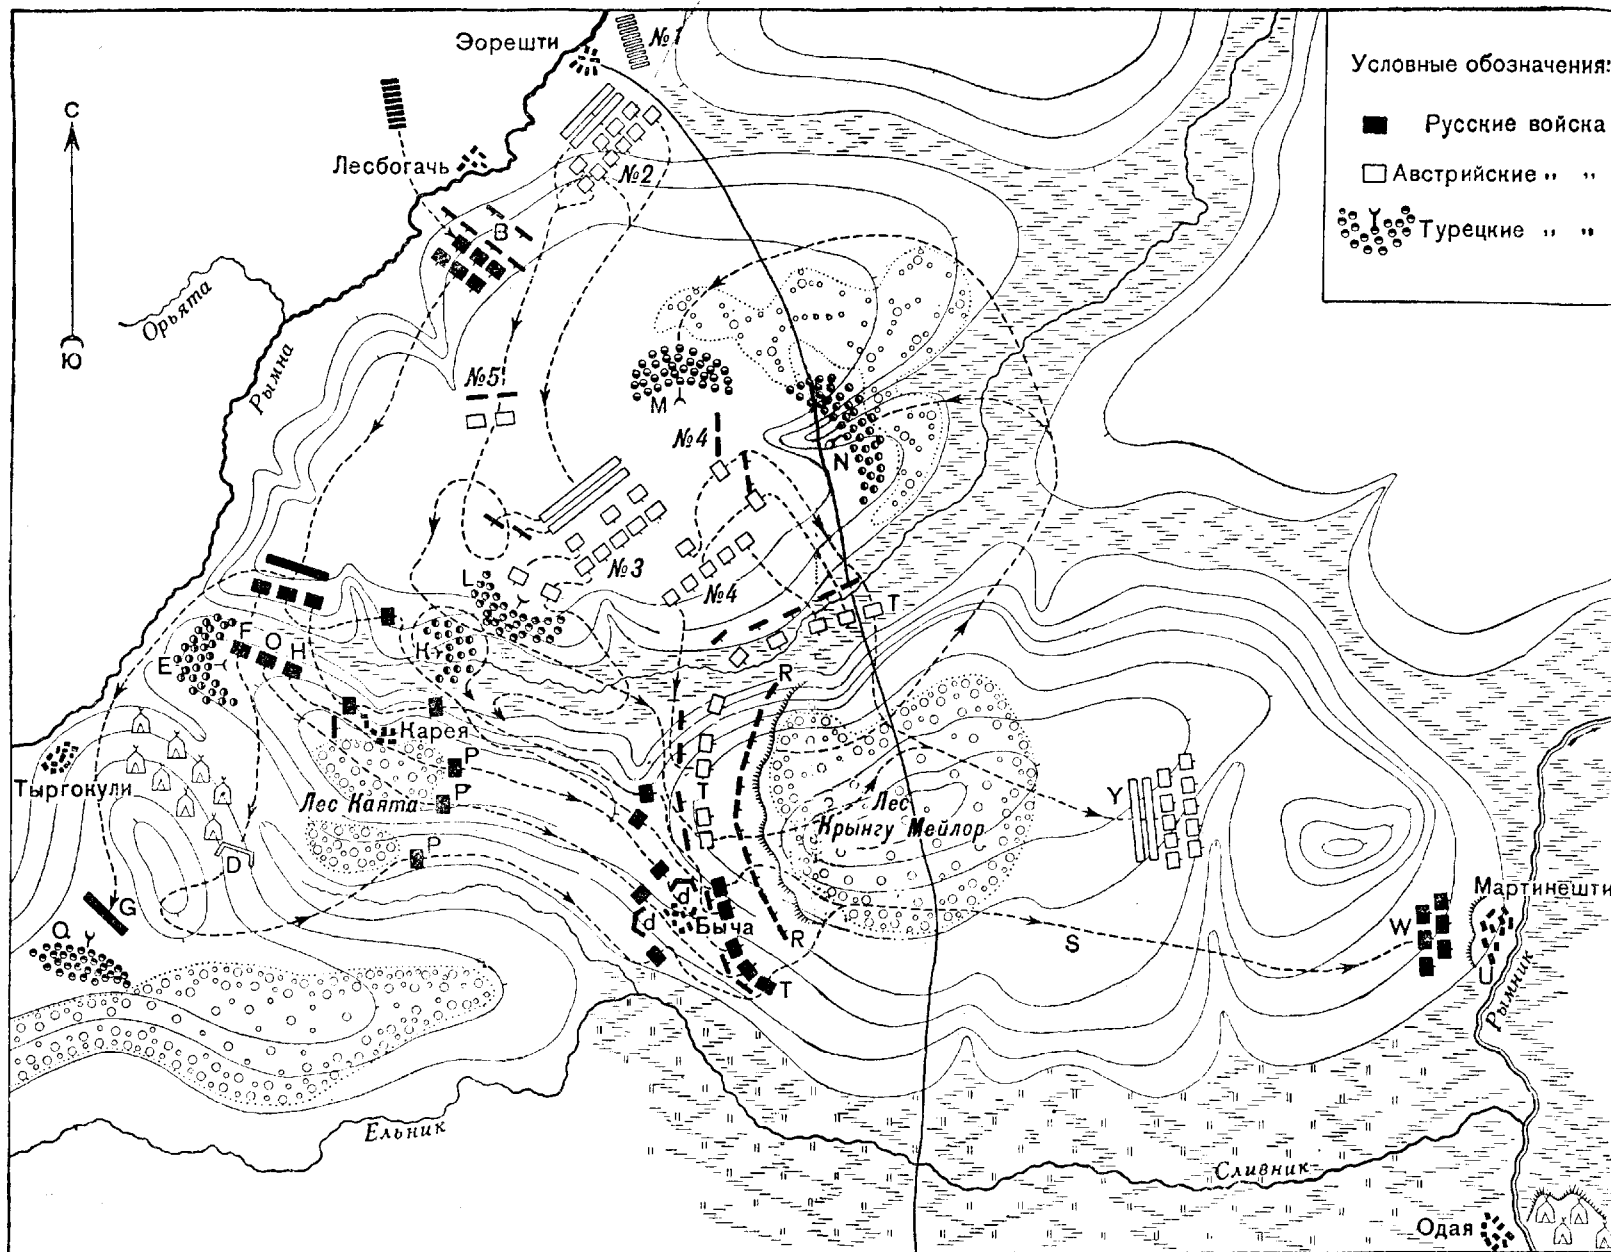 Эорешти
№1
Условные обозначения:
Русские войска
Австрийские „ „
Турецкие „ „
С
Ю
Лесбогачь
№2
В
Орьята
Рымна
№5
М
№4
N
L
№3
№4
Т
К
F
О
Н
Е
R
Карея
Р
Тыргокули
Лес Каята
Р
Т
Лес
Крынгу Мейлор
Y
D
Р
G
Q
d
d
Быча
R
S
W
Мартинешти
Т
U
Рымник
Ельник
Сливник
Одая